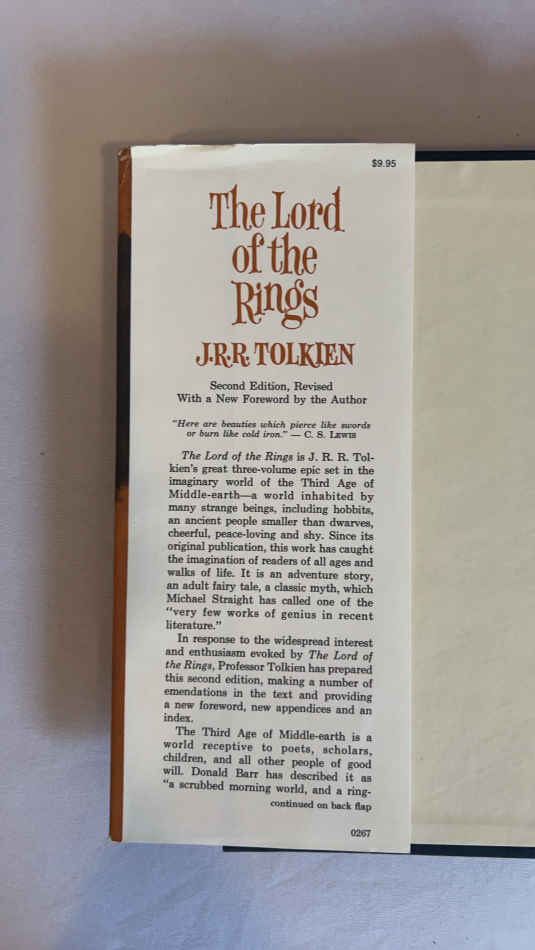 $9.95
The Lord
of the
Rings
J.R.R. TOLKIEN
Second Edition, Revised
With a New Foreword by the Author
"Here are beauties which pierce like swords
or burn like cold iron." — C. S. LEWIS
The Lord of the Rings is J. R. R. Tol-
kien's great three-volume epic set in the
imaginary world of the Third Age of
Middle-earth—a world inhabited by
many strange beings, including hobbits,
an ancient people smaller than dwarves,
cheerful, peace-loving and shy. Since its
original publication, this work has caught
the imagination of readers of all ages and
walks of life. It is an adventure story,
an adult fairy tale, a classic myth, which
Michael Straight has called one of the
"very few works of genius in recent
literature."
In response to the widespread interest
and enthusiasm evoked by The Lord of
the Rings, Professor Tolkien has prepared
this second edition, making a number of
emendations in the text and providing
a new foreword, new appendices and an
index.
The Third Age of Middle-earth is a
world receptive to poets, scholars,
children, and all other people of good
will. Donald Barr has described it as
"a scrubbed morning world, and a ring-
continued on back flap
0267